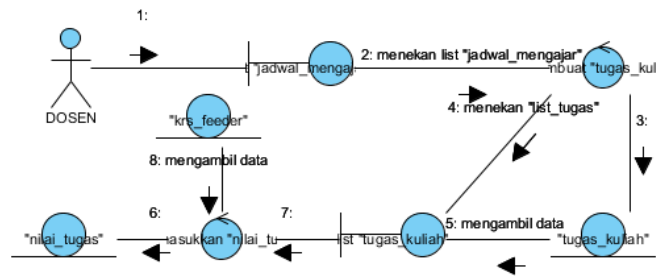 1:
2: menekan list "jadwal_mengajar"
"jadwal_mengaj
nbuat "tugas_kul
DOSEN
"krs_feeder"
4: menekan "list_tugas"
3:
8: mengambil data
6:
7:
5: mengambil data
"nilai_tugas"
asukkan "nilai_tu
st "tugas_kuliah"
"tugas_kuliah"